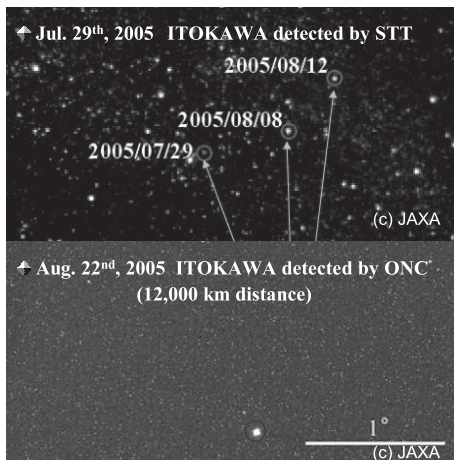 Jul. 29th, 2005 ITOKAWA detected by STT
2005/08/12
2005/08/08
2005/07/29
(c) JAXA
Aug. 22nd, 2005 ITOKAWA detected by ONC
(12,000 km distance)
1°
(c) JAXA